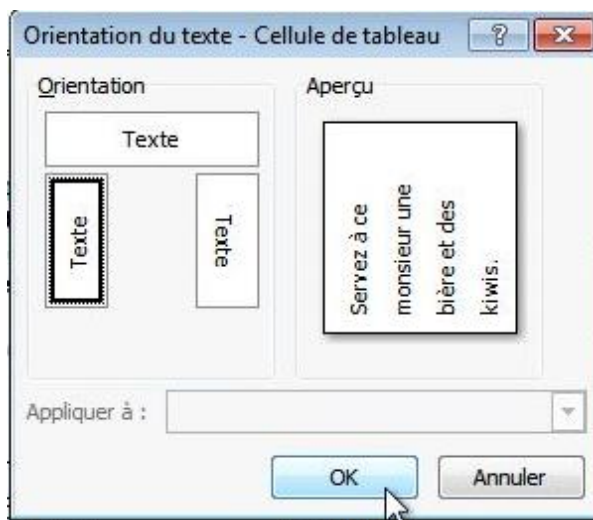 Orientation du texte - Cellule de tableau
Orientation
Aperçu
Texte
Texte
Texte
Servez à ce
monsieur une
bière et des
kiwis.
Appliquer à :
OK
Annuler